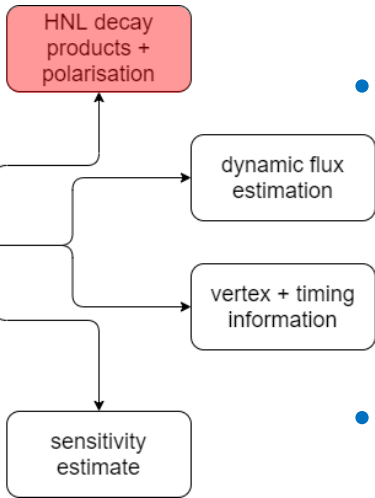 HNL decay
products +
polarisation
dynamic flux
estimation
vertex + timing
information
sensitivity
estimate